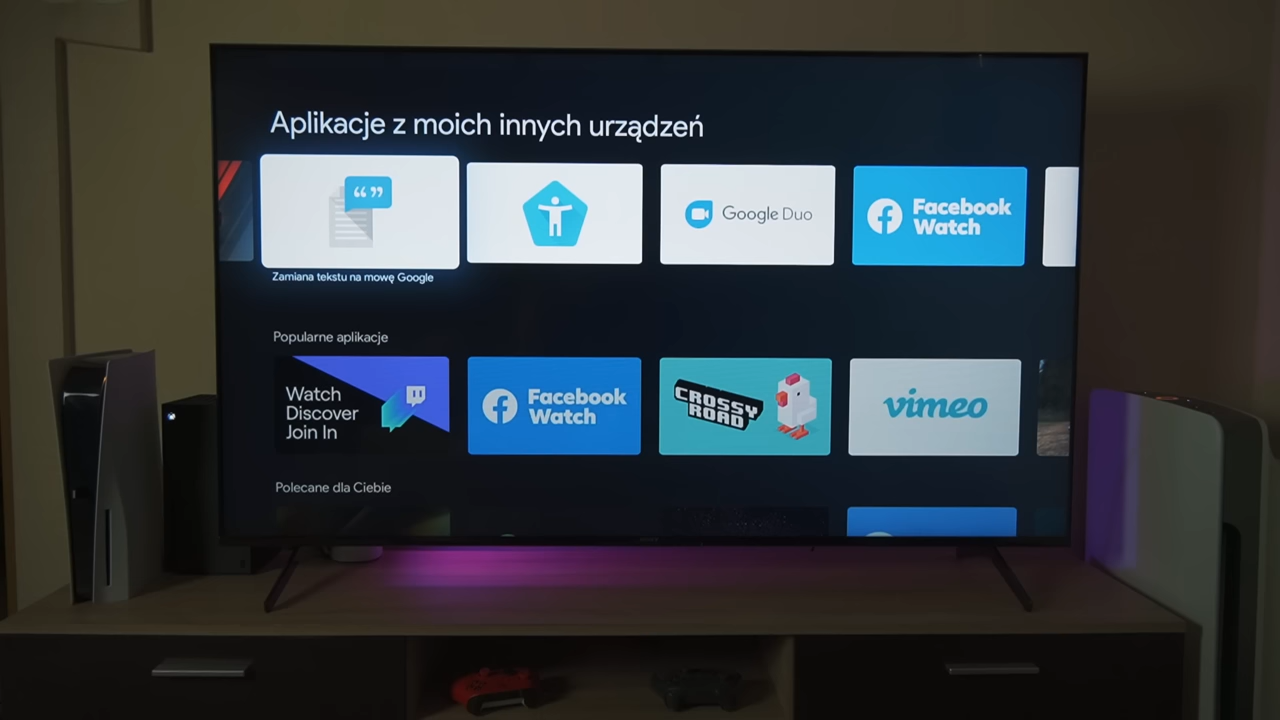 Aplikacje z moich innych urządzeń
Google Duo
Facebook
Watch
Zamiana tekstu na mowę Google
Popularne aplikacje
Watch
Discover
Join In
Facebook
Watch
CROSSY
ROAD
vimeo
Polecane dla Ciebie